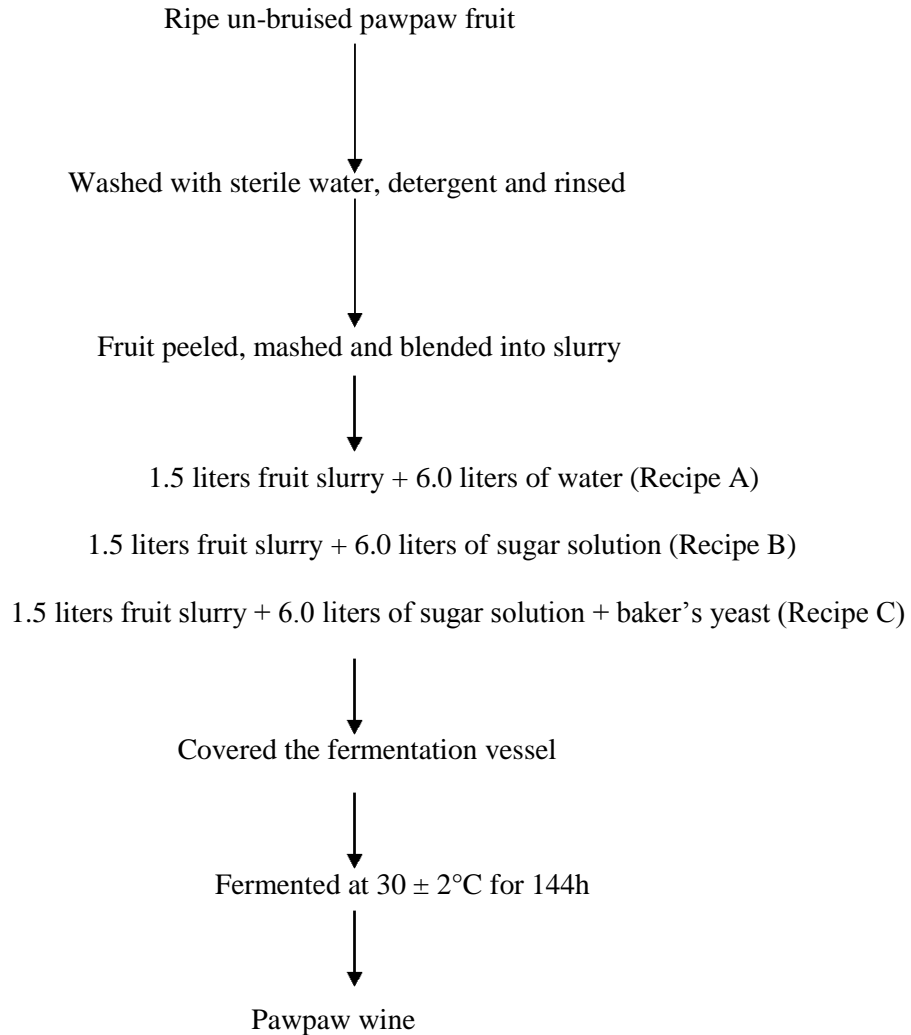 Ripe un-bruised pawpaw fruit
Washed with sterile water, detergent and rinsed
Fruit peeled, mashed and blended into slurry
1.5 liters fruit slurry + 6.0 liters of water (Recipe A)
1.5 liters fruit slurry + 6.0 liters of sugar solution (Recipe B)
1.5 liters fruit slurry + 6.0 liters of sugar solution + baker’s yeast (Recipe C)
Covered the fermentation vessel
Fermented at 30 ± 2°C for 144h
Pawpaw wine